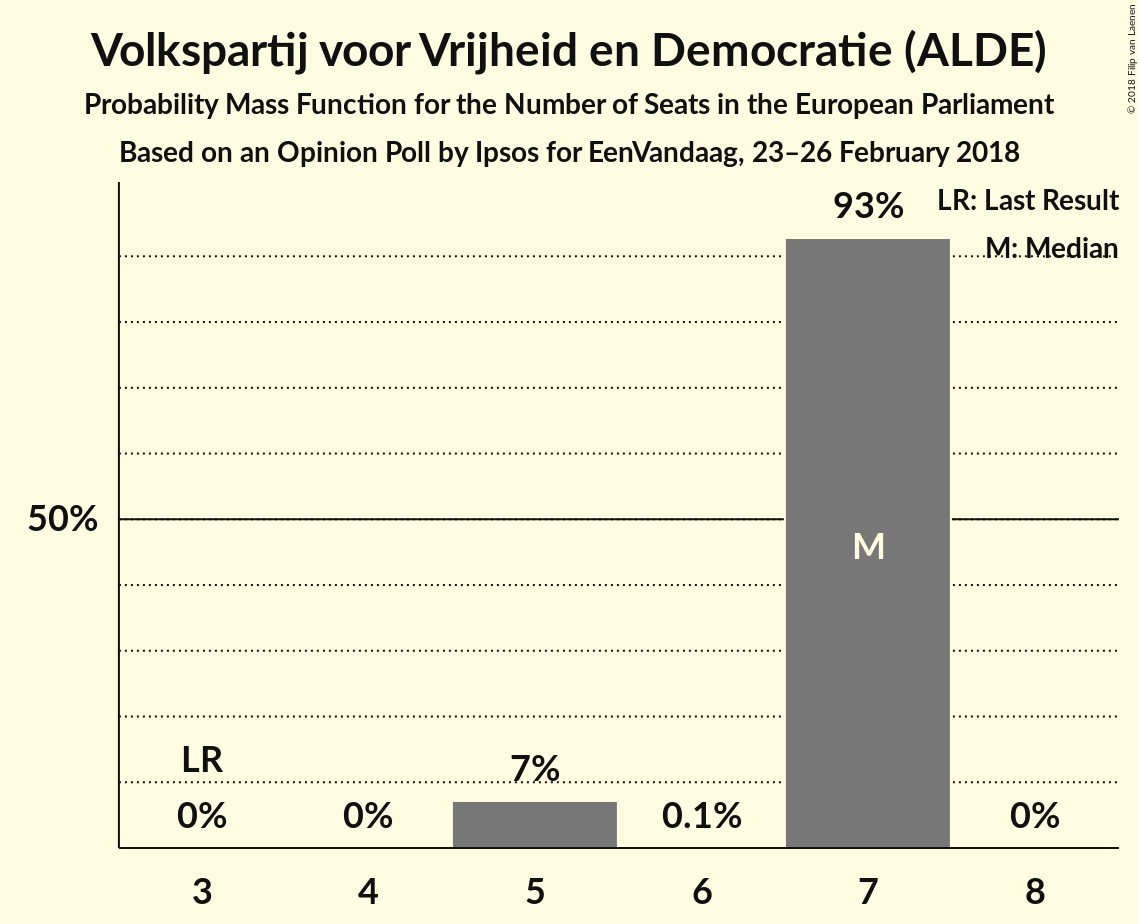 Volkspartij voor Vrijheid en Democratie (ALDE)
Probability Mass Function for the Number of Seats in the European Parliament
Based on an Opinion Poll by Ipsos for EenVandaag, 23–26 February 2018
© 2018 Filip van Laenen
LR: Last Result
M: Median
93%
50%
M
LR
7%
0%
0%
0.1%
0%
3
4
5
6
7
8